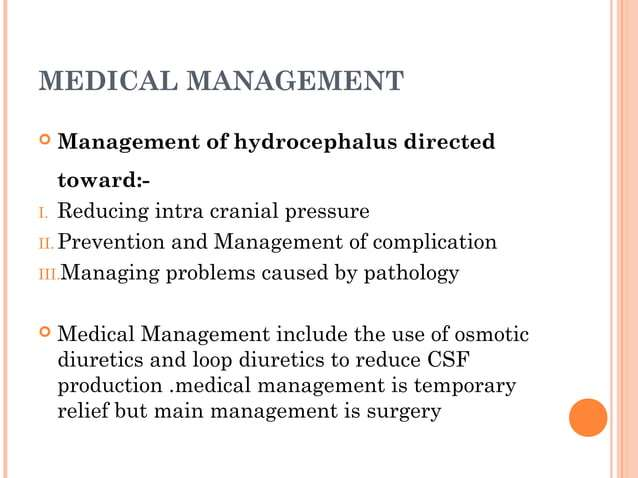 MEDICAL MANAGEMENT
Management of hydrocephalus directed
toward:-
I. Reducing intra cranial pressure
II. Prevention and Management of complication
III. Managing problems caused by pathology
Medical Management include the use of osmotic
diuretics and loop diuretics to reduce CSF
production .medical management is temporary
relief but main management is surgery